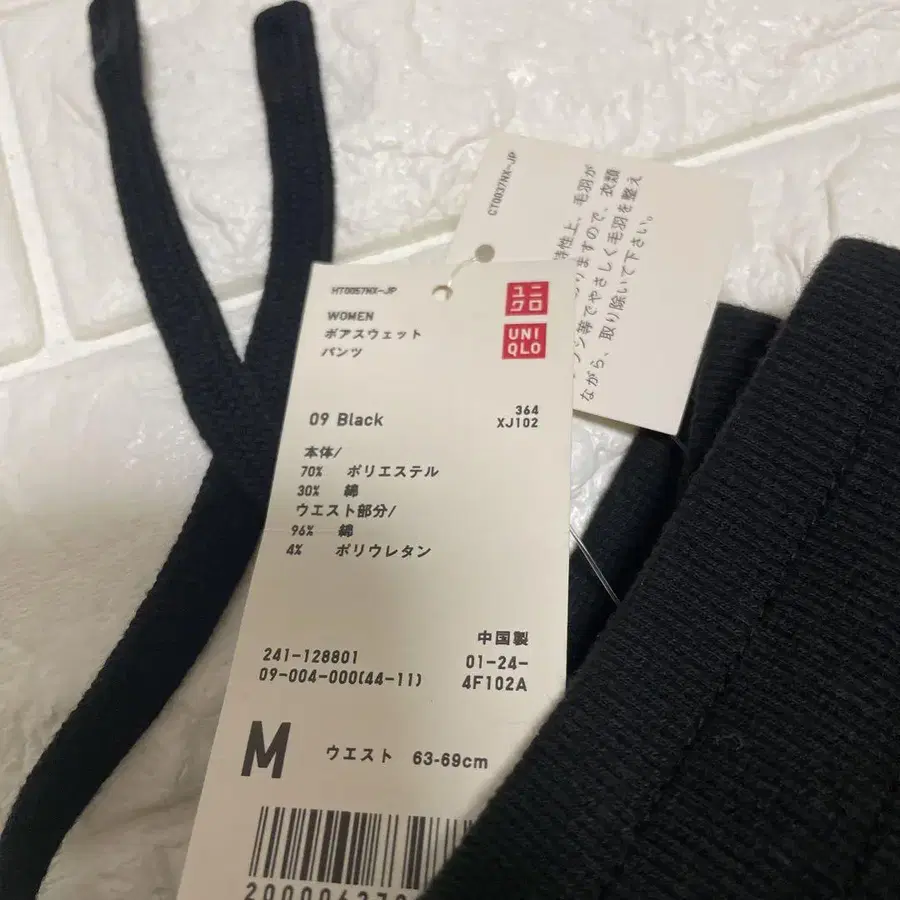 HT0057NX-JP
WOMEN
ボアスウェット
パンツ
ユニ
クロ
UNI
QLO
09 Black
364
XJ102
本体/
70% ポリエステル
30% 綿
ウエスト部分/
96% 綿
4% ポリウレタン
中国製
241-128801
01-24-
09-004-000(44-11)
4F102A
M ウエスト 63-69cm
CT0037NX-JP
特性上、毛羽が
りますので、衣類
等でやさしく毛羽を整え
ながら、取り除いて下さい。